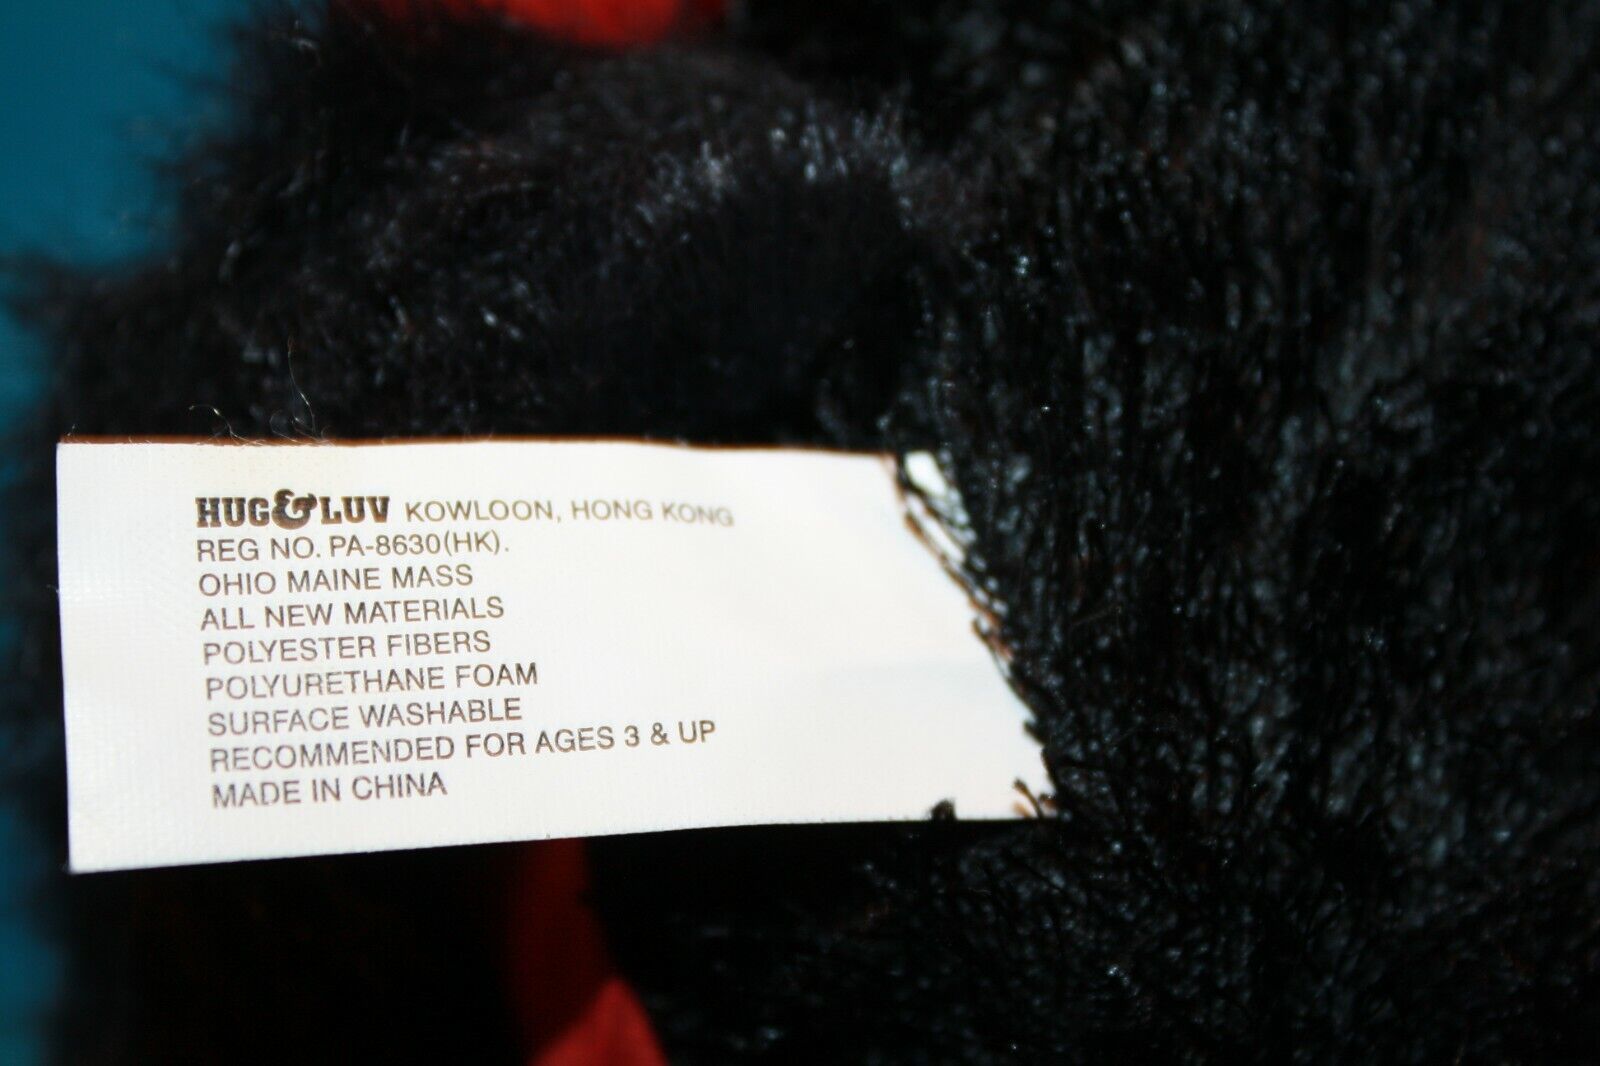 HUG&LUV KOWLOON, HONG KONG
REG NO. PA-8630(HK).
OHIO MAINE MASS
ALL NEW MATERIALS
POLYESTER FIBERS
POLYURETHANE FOAM
SURFACE WASHABLE
RECOMMENDED FOR AGES 3 & UP
MADE IN CHINA